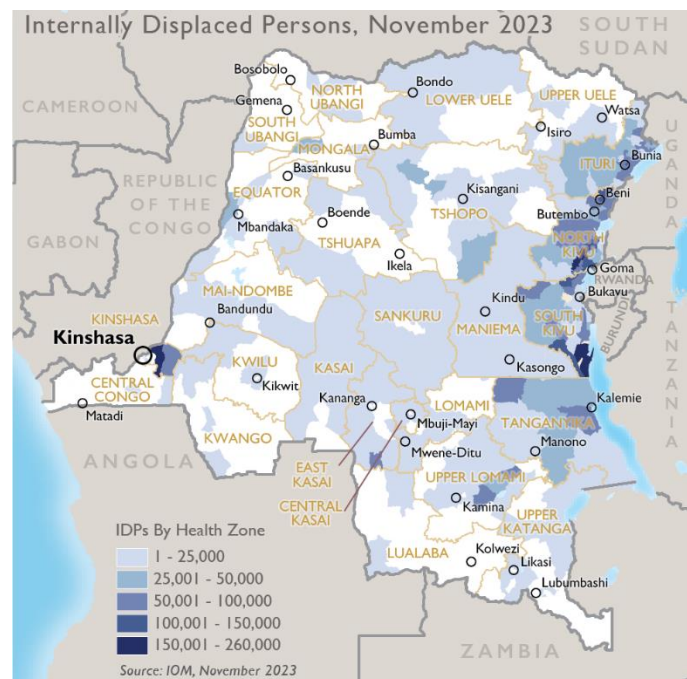 Internally Displaced Persons, November 2023
SOUTH
SUDAN
CAMEROON
Bosobolo
NORTH
UBANGI
Bondo
LOWER UELE
UPPER UELE
Gemena
SOUTH
UBANGI
Watsa
Isiro
MONGALA
Bumba
UGANDA
ITURI
Bunia
REPUBLIC
OF THE
CONGO
Basankusu
EQUATOR
Kisangani
Beni
TSHOPO
Butembo
Mbandaka
Boende
TSHUAPA
NORTH
KIVU
GABON
Ikela
Goma
RWANDA
MAI-NDOMBE
Bukavu
BURUNDI
SANKURU
Kindu
MANIEMA
SOUTH
KIVU
Bandundu
KINSHASA
Kinshasa
TANZANIA
KWILU
KASAI
Kasongo
Kikwit
CENTRAL
CONGO
Kananga
LOMAMI
Kalemie
Matadi
Mbuji-Mayi
TANGANYIKA
KWANGO
Mwene-Ditu
Manono
ANGOLA
EAST
KASAI
CENTRAL
KASAI
UPPER LOMAMI
Kamina
UPPER
KATANGA
IDPs By Health Zone
1 - 25,000
25,001 - 50,000
50,001 - 100,000
100,001 - 150,000
150,001 - 260,000
Source: IOM, November 2023
LUALABA
Kolwezi
Likasi
Lubumbashi
ZAMBIA